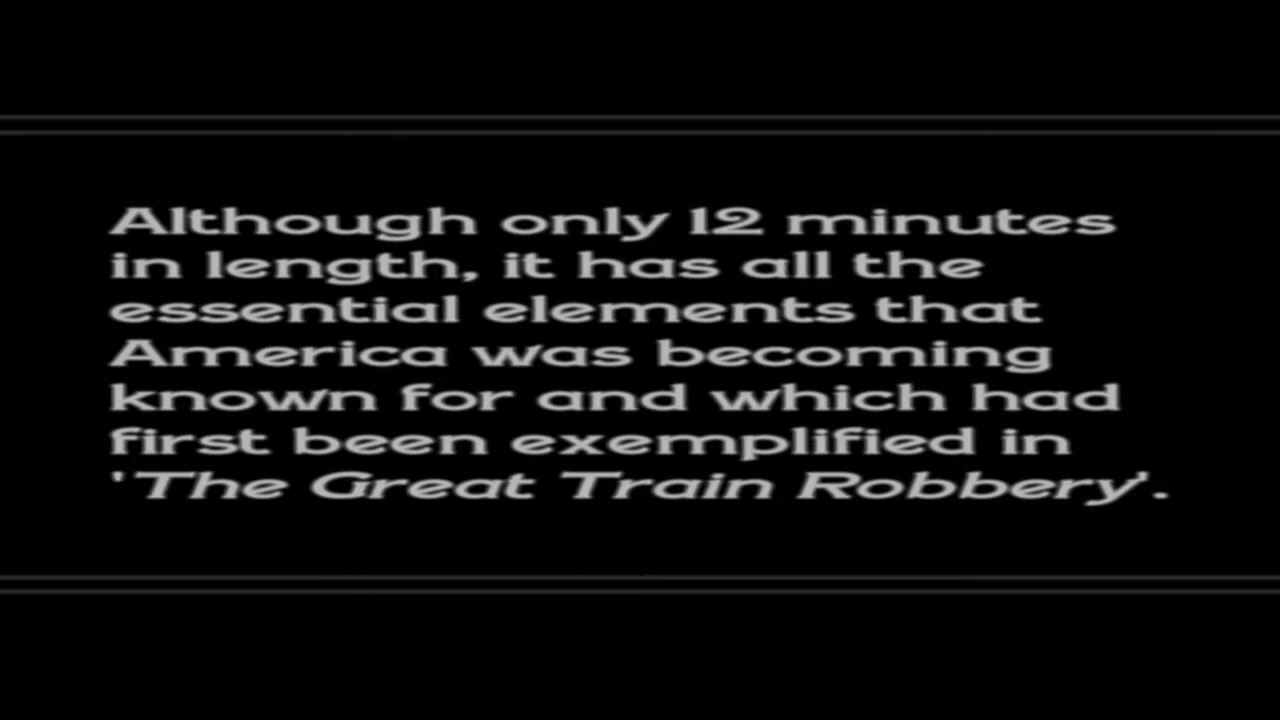 Although only 12 minutes
in length, it has all the
essential elements that
America was becoming
known for and which had
first been exemplified in
'The Great Train Robbery'.